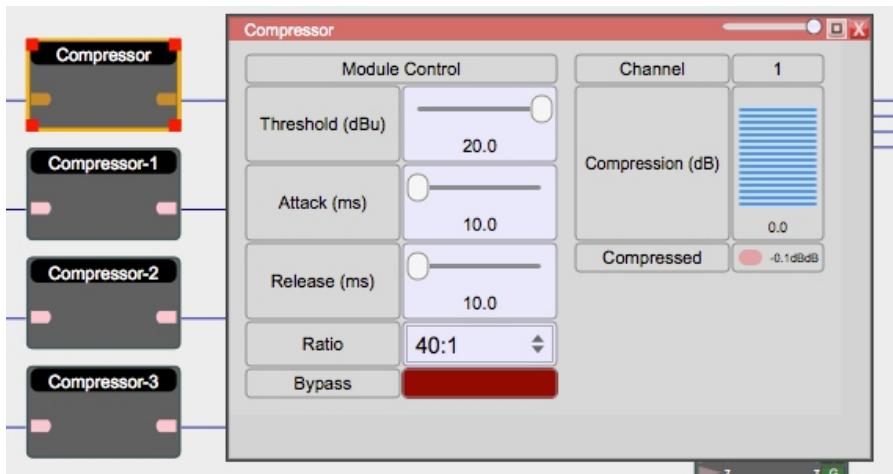 Compressor
Compressor-1
Compressor-2
Compressor-3
Compressor
X
Module Control
Threshold (dBu)
20.0
Attack (ms)
10.0
Release (ms)
10.0
Ratio
40:1
Bypass
Channel
1
Compression (dB)
0.0
Compressed
-0.1dBdB